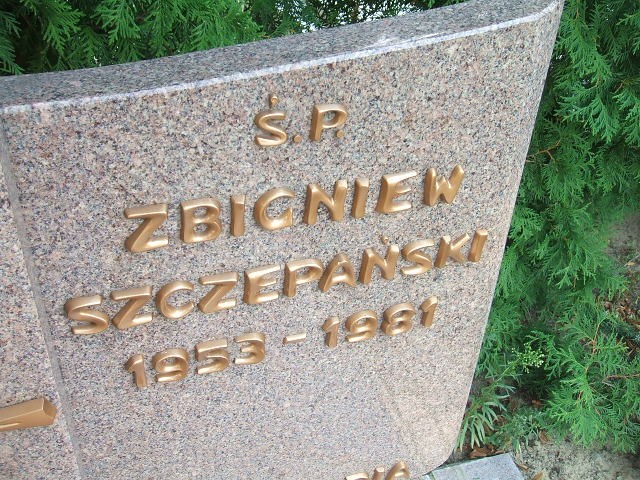 Ś.P.
ZBIGNIEW
SZCZEPAŃSKI
1953 - 1981